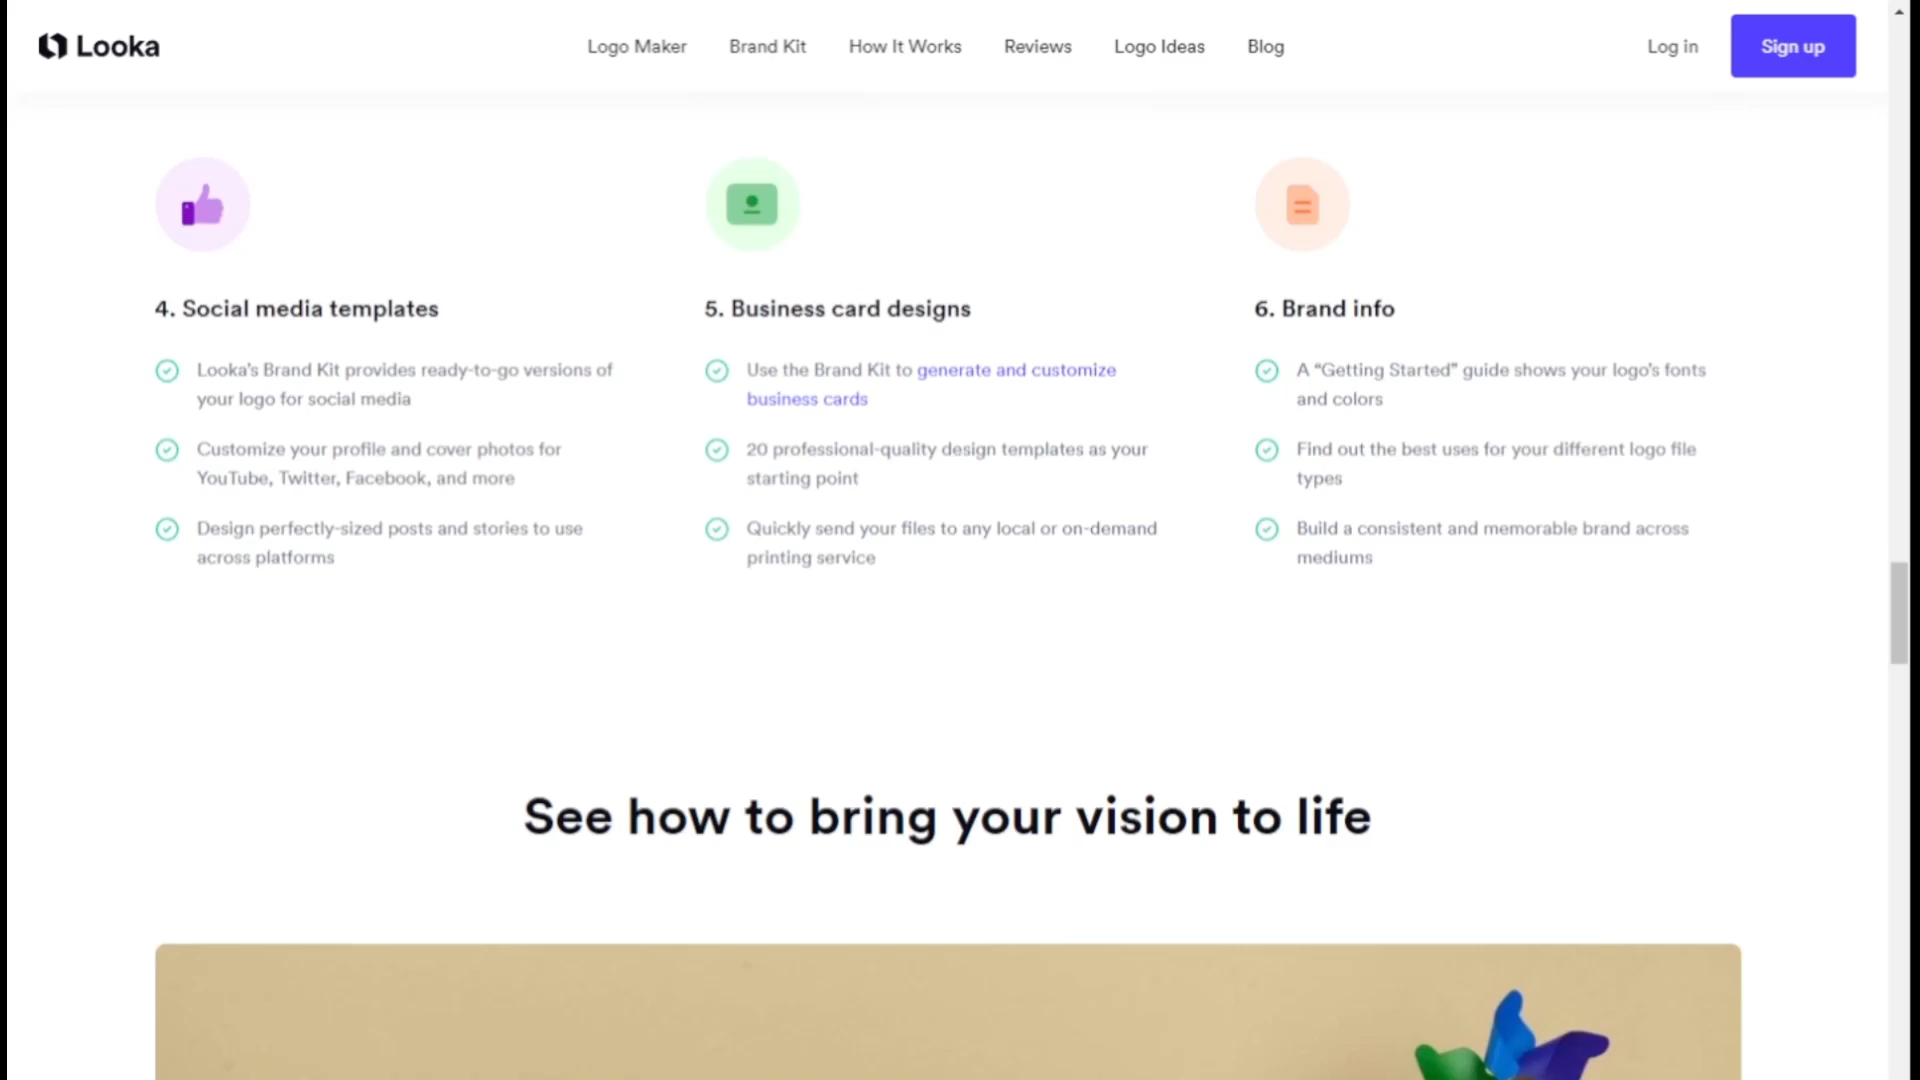 Looka
Logo Maker
Brand Kit
How It Works
Reviews
Logo Ideas
Blog
Log in
Sign up
4. Social media templates
Looka's Brand Kit provides ready-to-go versions of
your logo for social media
Customize your profile and cover photos for
YouTube, Twitter, Facebook, and more
Design perfectly-sized posts and stories to use
across platforms
5. Business card designs
Use the Brand Kit to generate and customize
business cards
20 professional-quality design templates as your
starting point
Quickly send your files to any local or on-demand
printing service
6. Brand info
A “Getting Started” guide shows your logo's fonts
and colors
Find out the best uses for your different logo file
types
Build a consistent and memorable brand across
mediums
See how to bring your vision to life